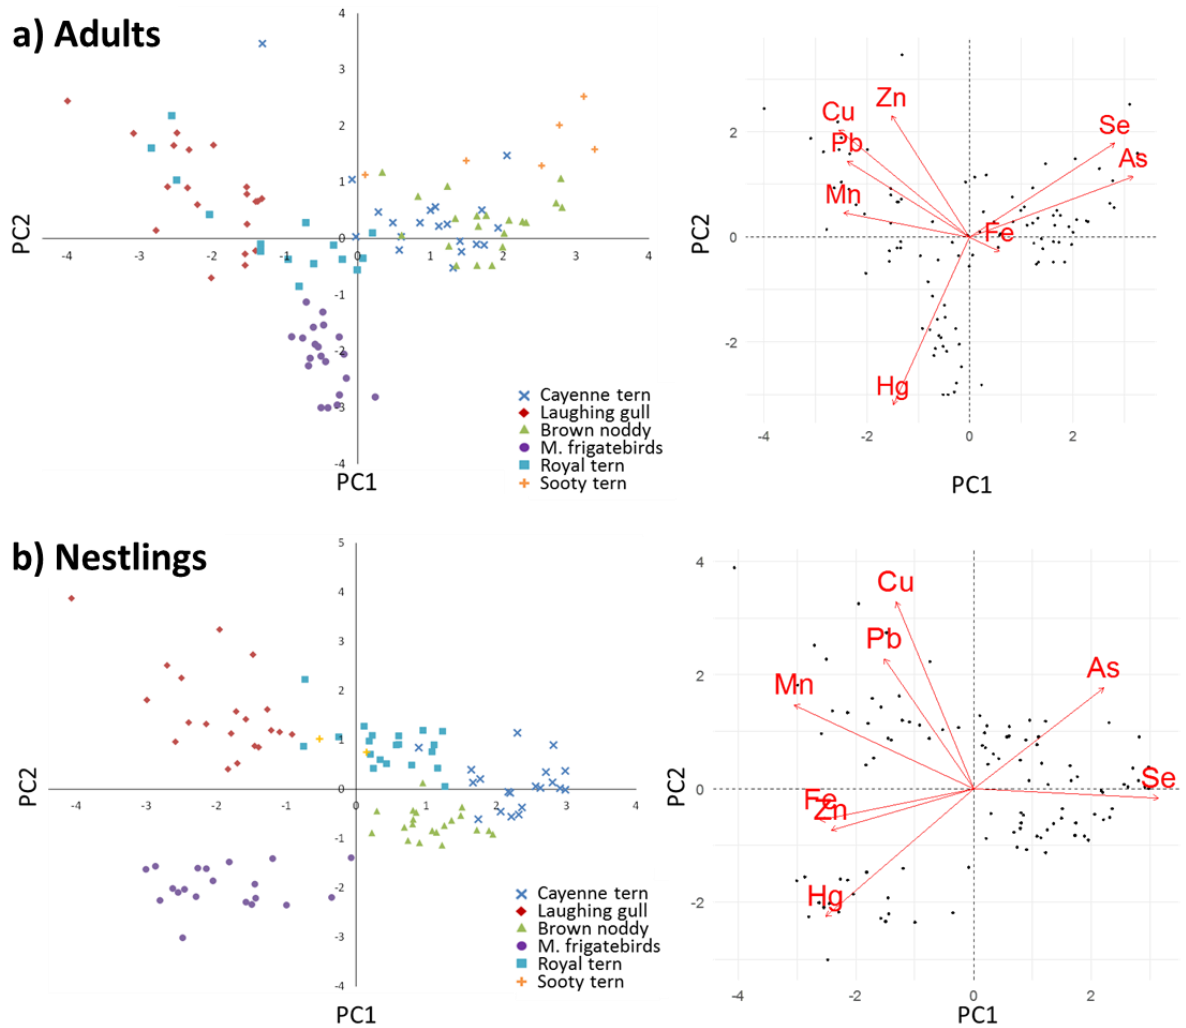 a) Adults
4
3
2
1
0
-1
-2
-3
-4
-4
-3
-2
-1
0
1
2
3
4
PC2
PC1
Cayenne tern
Laughing gull
Brown noddy
M. frigatebirds
Royal tern
Sooty tern
Zn
Cu
Pb
Mn
Se
As
Fe
Hg
2
0
-2
-4
-2
0
2
PC2
PC1
b) Nestlings
5
4
3
2
1
0
-1
-2
-3
-4
-4
-3
-2
-1
0
1
2
3
4
PC2
PC1
Cayenne tern
Laughing gull
Brown noddy
M. frigatebirds
Royal tern
Sooty tern
Cu
Pb
Mn
As
Se
Fe
Zn
Hg
4
2
0
-2
-4
-2
0
2
PC2
PC1